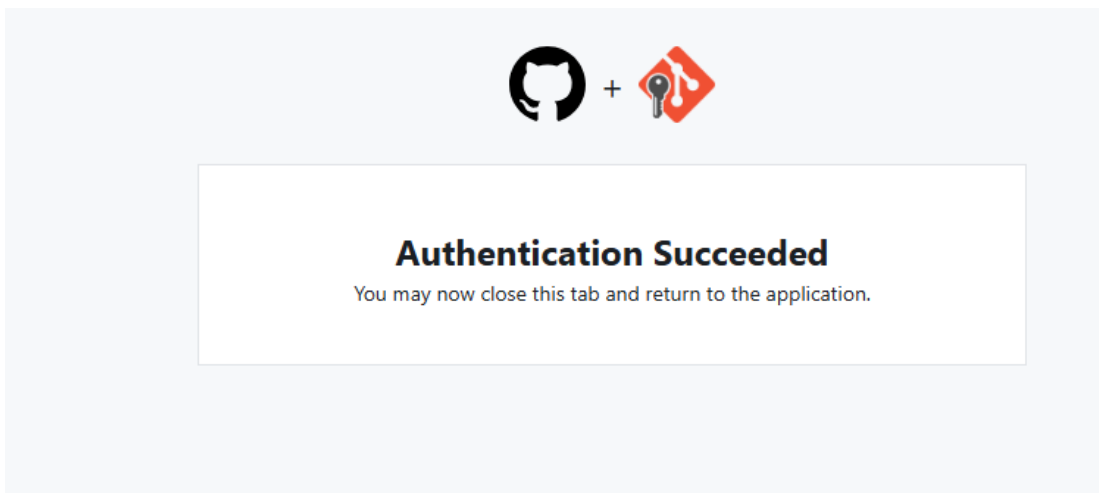 +
Authentication Succeeded
You may now close this tab and return to the application.